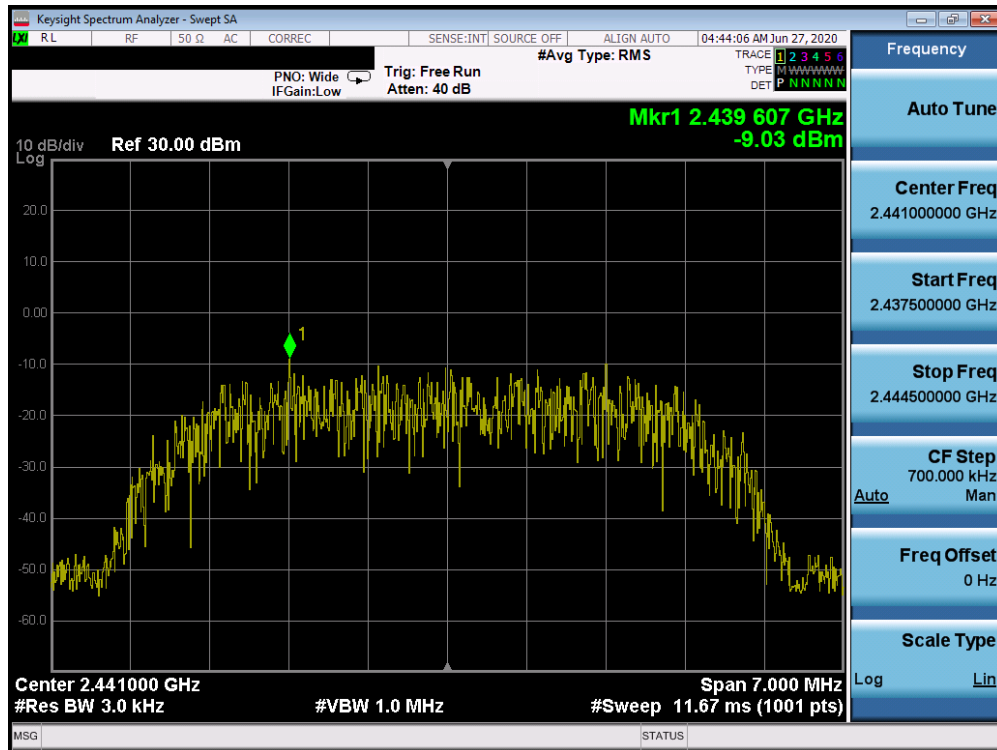 Keysight Spectrum Analyzer - Swept SA
LXI RL RF 50 Ω AC CORREC SENSE:INT SOURCE OFF ALIGN AUTO 04:44:06 AM Jun 27, 2020
#Avg Type: RMS
TRACE 1 2 3 4 5 6
TYPE M WWWWW
DET P N N N N N
PNO: Wide
IFGain:Low
Trig: Free Run
Atten: 40 dB
Mkr1 2.439 607 GHz
-9.03 dBm
10 dB/div
Log
Ref 30.00 dBm
20.0
10.0
0.00
-10.0
-20.0
-30.0
-40.0
-50.0
-60.0
1
Center 2.441000 GHz
Span 7.000 MHz
#Res BW 3.0 kHz
#VBW 1.0 MHz
#Sweep 11.67 ms (1001 pts)
MSG
STATUS
Frequency
Auto Tune
Center Freq
2.441000000 GHz
Start Freq
2.437500000 GHz
Stop Freq
2.444500000 GHz
CF Step
700.000 kHz
Auto Man
Freq Offset
0 Hz
Scale Type
Log Lin